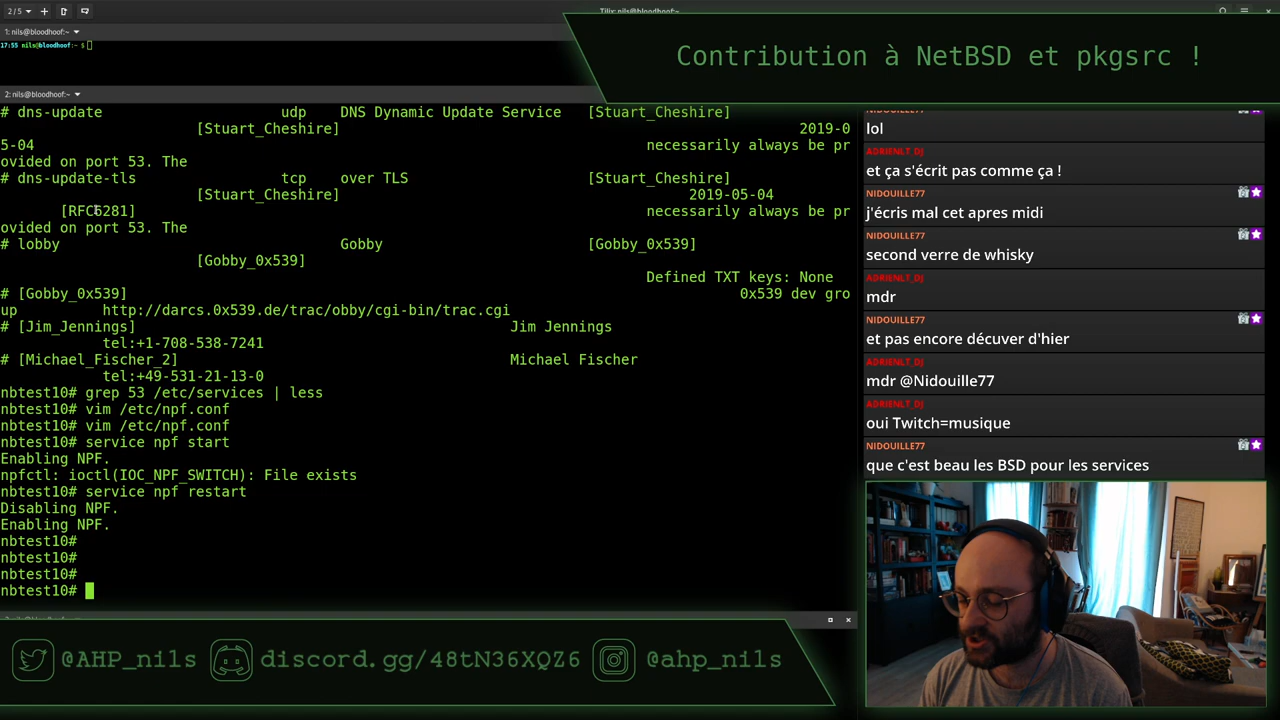 2 / 5
Tilix: nils@bloodhoof:~
1: nils@bloodhoof:~
17:55 nils@bloodhoof:~ $
Contribution à NetBSD et pkgsrc !
2: nils@bloodhoof:~
# dns-update udp DNS Dynamic Update Service [Stuart_Cheshire]
[Stuart_Cheshire] 2019-0
5-04 necessarily always be pr
ovided on port 53. The
# dns-update-tls tcp over TLS [Stuart_Cheshire]
[Stuart_Cheshire] 2019-05-04
[RFC6281] necessarily always be pr
ovided on port 53. The
# lobby Gobby [Gobby_0x539]
[Gobby_0x539]
Defined TXT keys: None
# [Gobby_0x539] 0x539 dev gro
up http://darcs.0x539.de/trac/obby/cgi-bin/trac.cgi
# [Jim_Jennings] Jim Jennings
tel:+1-708-538-7241
# [Michael_Fischer_2] Michael Fischer
tel:+49-531-21-13-0
nbtest10# grep 53 /etc/services | less
nbtest10# vim /etc/npf.conf
nbtest10# vim /etc/npf.conf
nbtest10# service npf start
Enabling NPF.
npfctl: ioctl(IOC_NPF_SWITCH): File exists
nbtest10# service npf restart
Disabling NPF.
Enabling NPF.
nbtest10#
nbtest10#
nbtest10#
nbtest10#
NIDOUILLE77
lol
ADRIENLT_DJ
et ça s'écrit pas comme ça !
NIDOUILLE77
j'écris mal cet apres midi
NIDOUILLE77
second verre de whisky
ADRIENLT_DJ
mdr
NIDOUILLE77
et pas encore décuver d'hier
ADRIENLT_DJ
mdr @Nidouille77
ADRIENLT_DJ
oui Twitch=musique
NIDOUILLE77
que c'est beau les BSD pour les services
@AHP_nils discord.gg/48tN36XQZ6 @ahp_nils